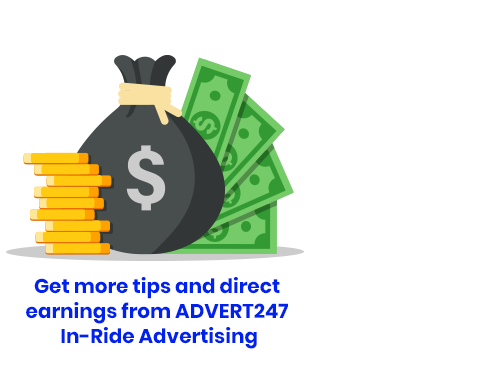 $
$
$
$
Get more tips and direct
earnings from ADVERT247
In-Ride Advertising